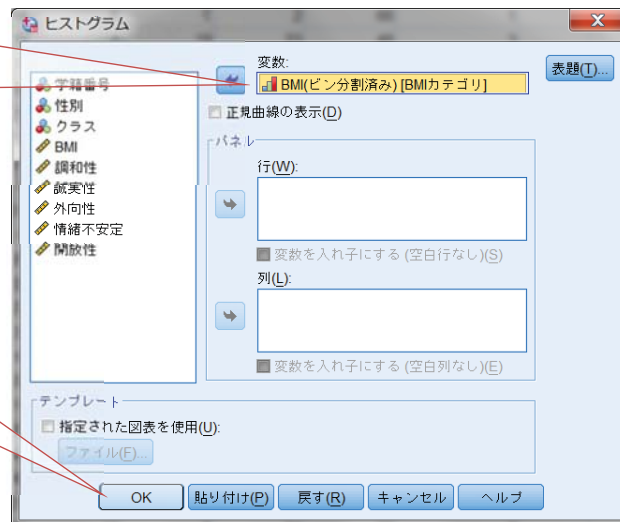 ヒストグラム
変数:
BMI(ビン分割済み) [BMIカテゴリ]
表題(T)...
学籍番号
性別
クラス
BMI
調和性
誠実性
外向性
情緒不安定
開放性
正規曲線の表示(D)
パネル
行(W):
変数を入れ子にする (空白行なし)(S)
列(L):
変数を入れ子にする (空白列なし)(E)
テンプレート
指定された図表を使用(U):
ファイル(F)...
OK 貼り付け(P) 戻す(R) キャンセル ヘルプ